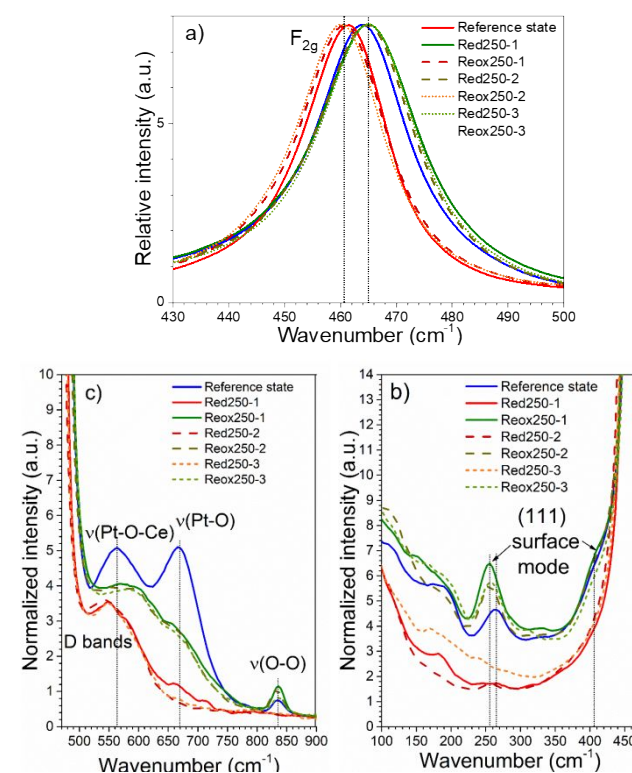 a)
F2g
Reference state
Red250-1
Reox250-1
Red250-2
Reox250-2
Red250-3
Reox250-3
Relative intensity (a.u.)
5
0
430 440 450 460 470 480 490 500
Wavenumber (cm-1)
c)
Reference state
Red250-1
Reox250-1
Red250-2
Reox250-2
Red250-3
Reox250-3
ν(Pt-O-Ce)
ν(Pt-O)
D bands
ν(O-O)
Normalized intensity (a.u.)
10
9
8
7
6
5
4
3
2
1
0
500 550 600 650 700 750 800 850 900
Wavenumber (cm-1)
b)
Reference state
Red250-1
Reox250-1
Red250-2
Reox250-2
Red250-3
Reox250-3
(111)
surface
mode
Normalized intensity (a.u.)
14
13
12
11
10
9
8
7
6
5
4
3
2
1
0
100 150 200 250 300 350 400 450
Wavenumber (cm-1)